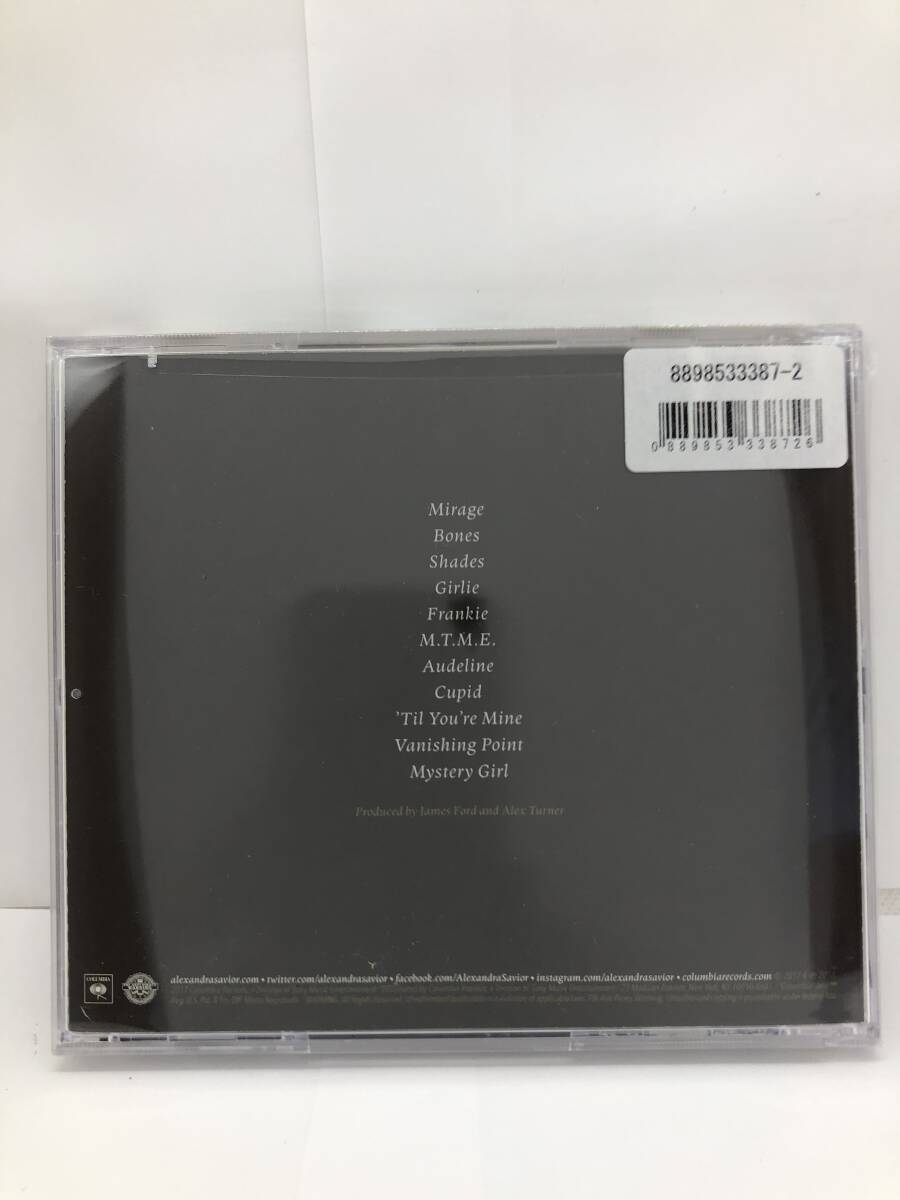 8898533387-2
0 889853 338726
Mirage
Bones
Shades
Girlie
Frankie
M.T.M.E.
Audeline
Cupid
’Til You’re Mine
Vanishing Point
Mystery Girl
Produced by James Ford and Alex Turner
COLUMBIA
alexandrasavior.com • twitter.com/alexandrasavior • facebook.com/AlexandraSavior • instagram.com/alexandrasavior • columbiarecords.com